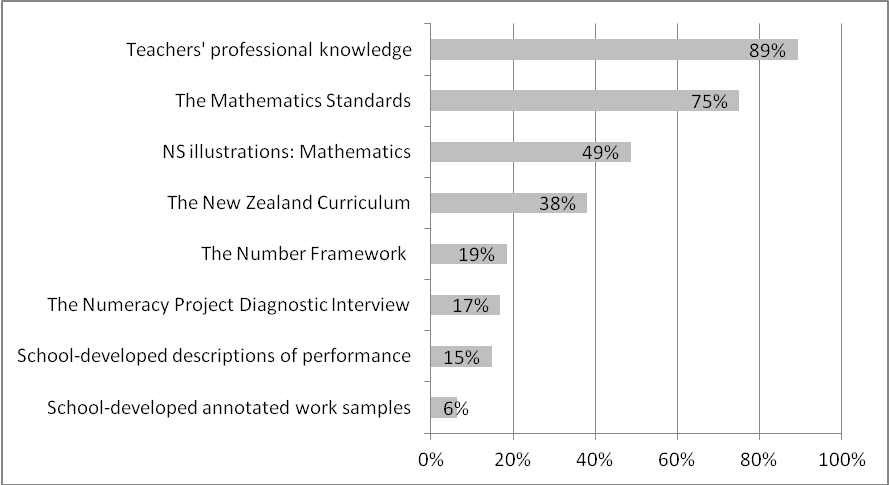 Teachers' professional knowledge 89%
The Mathematics Standards 75%
NS illustrations: Mathematics 49%
The New Zealand Curriculum 38%
The Number Framework 19%
The Numeracy Project Diagnostic Interview 17%
School-developed descriptions of performance 15%
School-developed annotated work samples 6%
0% 20% 40% 60% 80% 100%